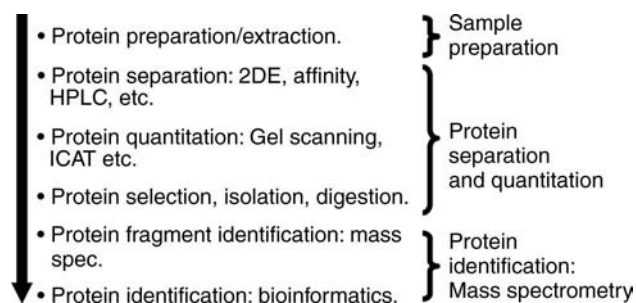 • Protein preparation/extraction.
• Protein separation: 2DE, affinity,
HPLC, etc.
• Protein quantitation: Gel scanning,
ICAT etc.
• Protein selection, isolation, digestion.
• Protein fragment identification: mass
spec.
• Protein identification: bioinformatics.
Sample
preparation
Protein
separation
and quantitation
Protein
identification:
Mass spectrometry